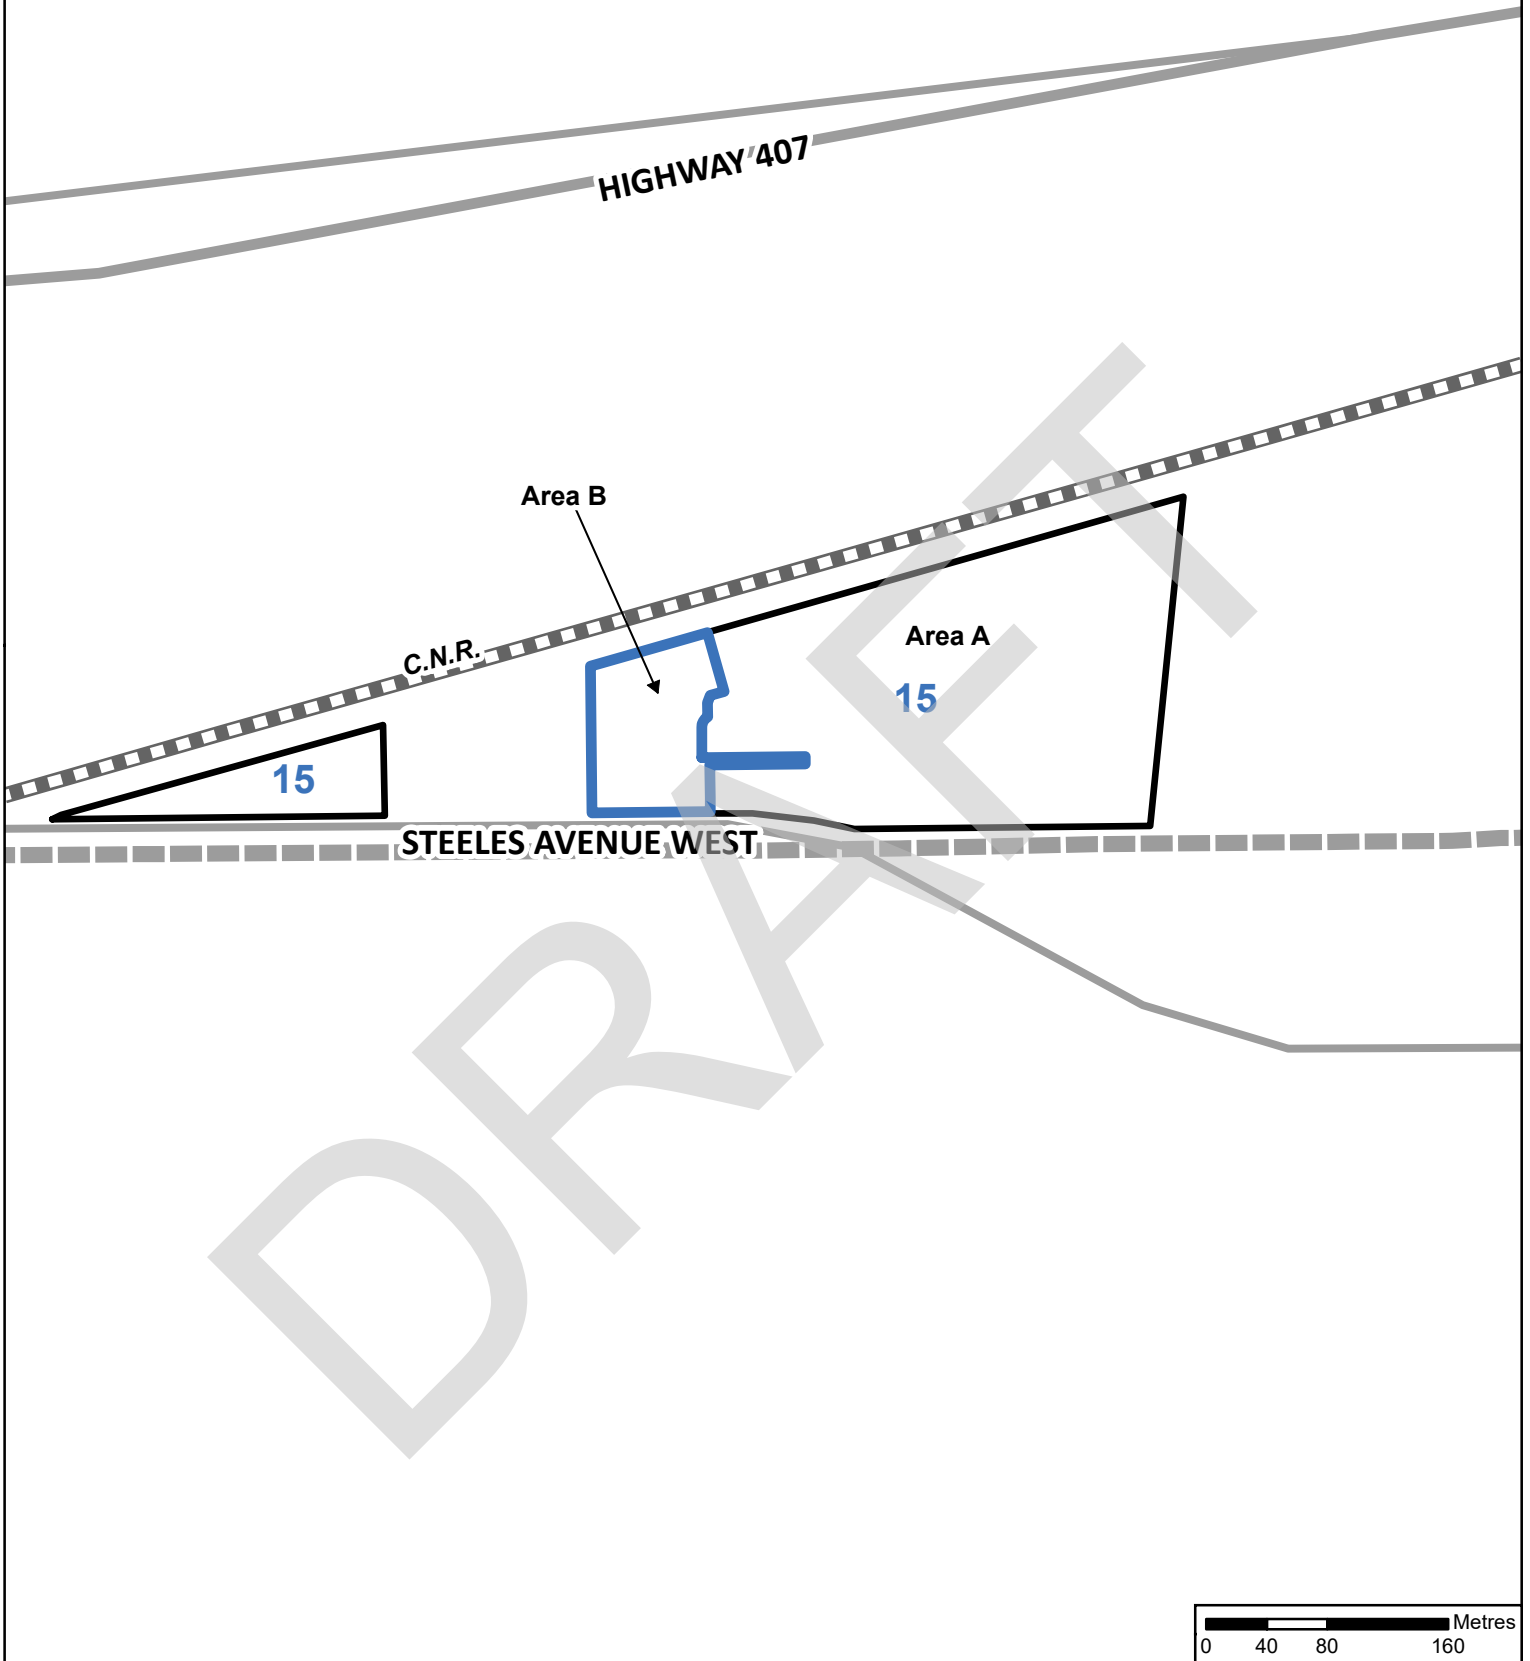 HIGHWAY 407
Area B
Area A
C.N.R.
15
15
STEELES AVENUE WEST
DRAFT
Metres
0 40 80 160